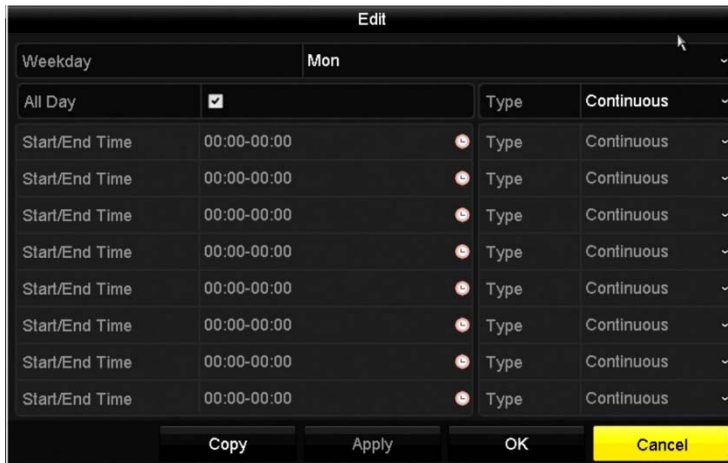 Edit
Weekday Mon
All Day Type Continuous
Start/End Time 00:00-00:00 Type Continuous
Start/End Time 00:00-00:00 Type Continuous
Start/End Time 00:00-00:00 Type Continuous
Start/End Time 00:00-00:00 Type Continuous
Start/End Time 00:00-00:00 Type Continuous
Start/End Time 00:00-00:00 Type Continuous
Start/End Time 00:00-00:00 Type Continuous
Start/End Time 00:00-00:00 Type Continuous
Copy Apply OK Cancel